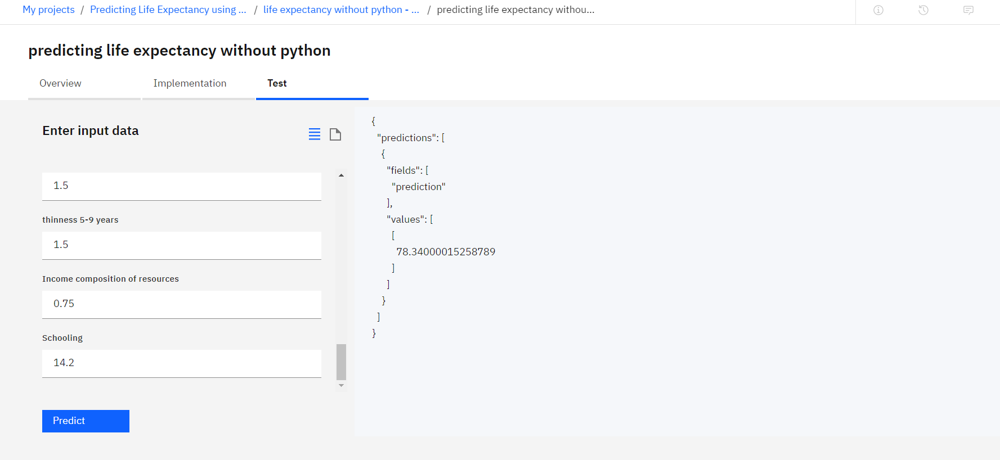 My projects / Predicting Life Expectancy using ... / life expectancy without python - ... / predicting life expectancy withou...
predicting life expectancy without python
Overview Implementation Test
Enter input data
1.5
thinness 5-9 years
1.5
Income composition of resources
0.75
Schooling
14.2
Predict
{
"predictions": [
{
"fields": [
"prediction"
],
"values": [
[
78.34000015258789
]
]
}
]
}